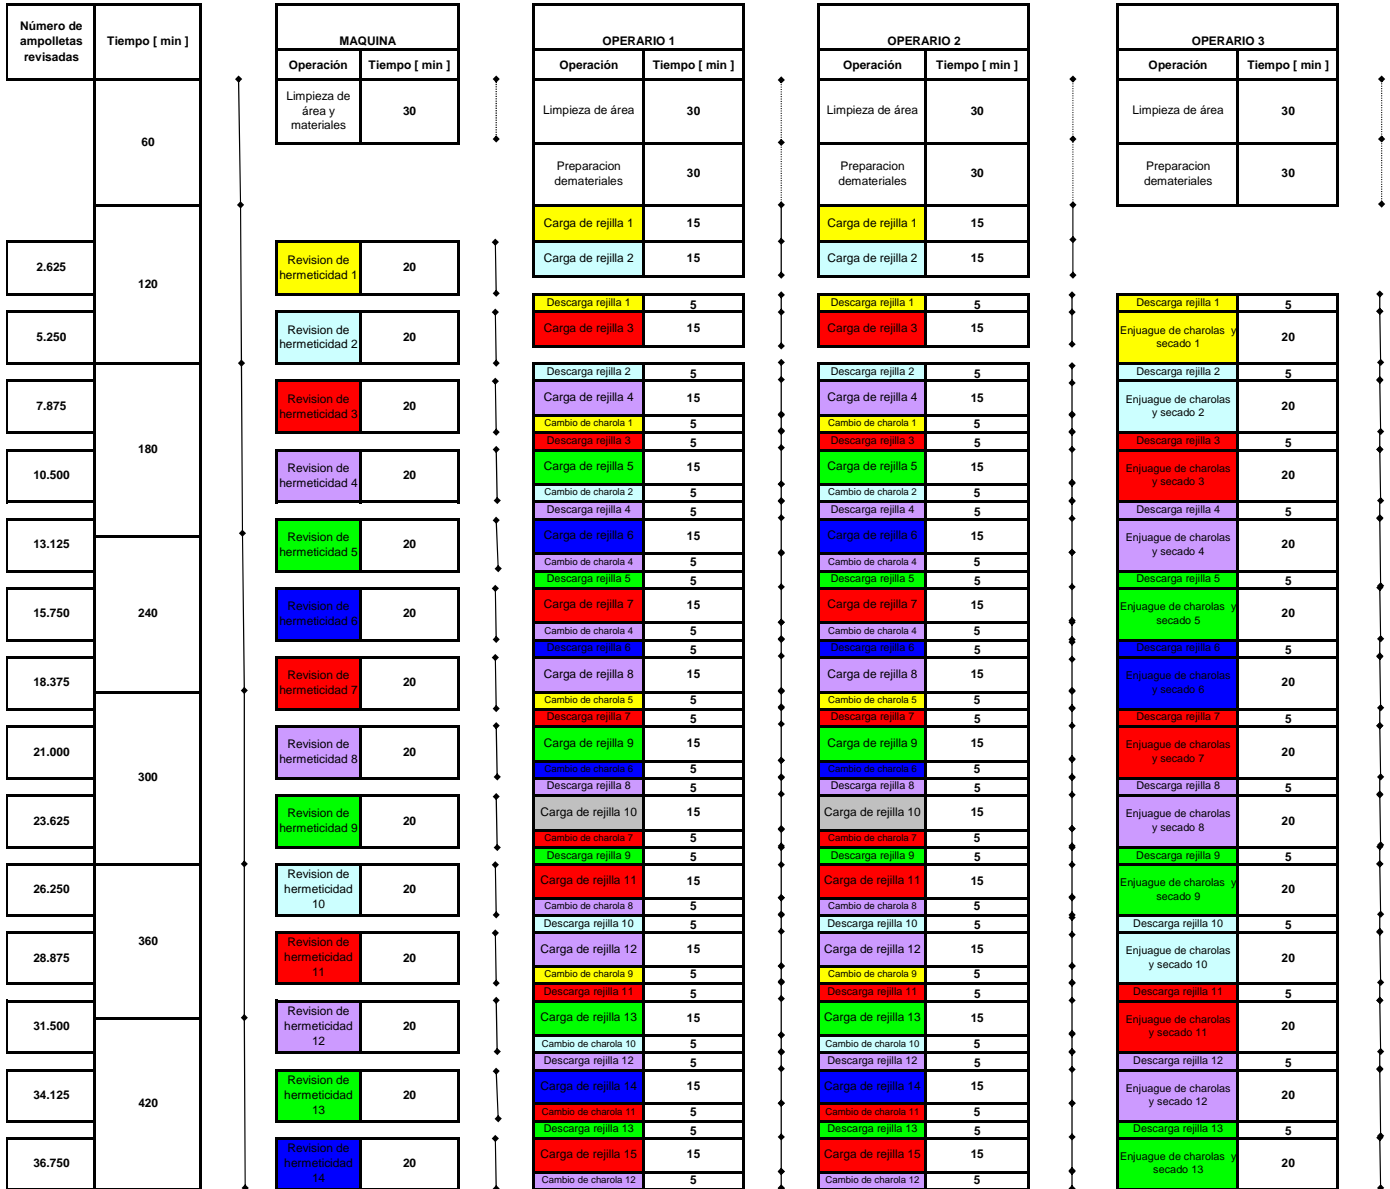 Número de
ampolletas
revisadas
Tiempo [ min ]
MAQUINA
OPERARIO 1
OPERARIO 2
OPERARIO 3
Operación
Tiempo [ min ]
Operación
Tiempo [ min ]
Operación
Tiempo [ min ]
Operación
Tiempo [ min ]
60
120
180
240
300
360
420
2.625
5.250
7.875
10.500
13.125
15.750
18.375
21.000
23.625
26.250
28.875
31.500
34.125
36.750
Limpieza de
área y
materiales
30
Revision de
hermeticidad 1
20
Revision de
hermeticidad 2
20
Revision de
hermeticidad 3
20
Revision de
hermeticidad 4
20
Revision de
hermeticidad 5
20
Revision de
hermeticidad 6
20
Revision de
hermeticidad 7
20
Revision de
hermeticidad 8
20
Revision de
hermeticidad 9
20
Revision de
hermeticidad
10
20
Revision de
hermeticidad
11
20
Revision de
hermeticidad
12
20
Revision de
hermeticidad
13
20
Revision de
hermeticidad
14
20
Limpieza de área
30
Preparacion
demateriales
30
Carga de rejilla 1
15
Carga de rejilla 2
15
Descarga rejilla 1
5
Carga de rejilla 3
15
Descarga rejilla 2
5
Carga de rejilla 4
15
Cambio de charola 1
5
Descarga rejilla 3
5
Carga de rejilla 5
15
Cambio de charola 2
5
Descarga rejilla 4
5
Carga de rejilla 6
15
Cambio de charola 4
5
Descarga rejilla 5
5
Carga de rejilla 7
15
Cambio de charola 4
5
Descarga rejilla 6
5
Carga de rejilla 8
15
Cambio de charola 5
5
Descarga rejilla 7
5
Carga de rejilla 9
15
Cambio de charola 6
5
Descarga rejilla 8
5
Carga de rejilla 10
15
Cambio de charola 7
5
Descarga rejilla 9
5
Carga de rejilla 11
15
Cambio de charola 8
5
Descarga rejilla 10
5
Carga de rejilla 12
15
Cambio de charola 9
5
Descarga rejilla 11
5
Carga de rejilla 13
15
Cambio de charola 10
5
Descarga rejilla 12
5
Carga de rejilla 14
15
Cambio de charola 11
5
Descarga rejilla 13
5
Carga de rejilla 15
15
Cambio de charola 12
5
Limpieza de área
30
Preparacion
demateriales
30
Carga de rejilla 1
15
Carga de rejilla 2
15
Descarga rejilla 1
5
Carga de rejilla 3
15
Descarga rejilla 2
5
Carga de rejilla 4
15
Cambio de charola 1
5
Descarga rejilla 3
5
Carga de rejilla 5
15
Cambio de charola 2
5
Descarga rejilla 4
5
Carga de rejilla 6
15
Cambio de charola 4
5
Descarga rejilla 5
5
Carga de rejilla 7
15
Cambio de charola 4
5
Descarga rejilla 6
5
Carga de rejilla 8
15
Cambio de charola 5
5
Descarga rejilla 7
5
Carga de rejilla 9
15
Cambio de charola 6
5
Descarga rejilla 8
5
Carga de rejilla 10
15
Cambio de charola 7
5
Descarga rejilla 9
5
Carga de rejilla 11
15
Cambio de charola 8
5
Descarga rejilla 10
5
Carga de rejilla 12
15
Cambio de charola 9
5
Descarga rejilla 11
5
Carga de rejilla 13
15
Cambio de charola 10
5
Descarga rejilla 12
5
Carga de rejilla 14
15
Cambio de charola 11
5
Descarga rejilla 13
5
Carga de rejilla 15
15
Cambio de charola 12
5
Limpieza de área
30
Preparacion
demateriales
30
Descarga rejilla 1
5
Enjuague de charolas y
secado 1
20
Descarga rejilla 2
5
Enjuague de charolas
y secado 2
20
Descarga rejilla 3
5
Enjuague de charolas
y secado 3
20
Descarga rejilla 4
5
Enjuague de charolas
y secado 4
20
Descarga rejilla 5
5
Enjuague de charolas y
secado 5
20
Descarga rejilla 6
5
Enjuague de charolas
y secado 6
20
Descarga rejilla 7
5
Enjuague de charolas
y secado 7
20
Descarga rejilla 8
5
Enjuague de charolas
y secado 8
20
Descarga rejilla 9
5
Enjuague de charolas y
secado 9
20
Descarga rejilla 10
5
Enjuague de charolas
y secado 10
20
Descarga rejilla 11
5
Enjuague de charolas
y secado 11
20
Descarga rejilla 12
5
Enjuague de charolas
y secado 12
20
Descarga rejilla 13
5
Enjuague de charolas y
secado 13
20